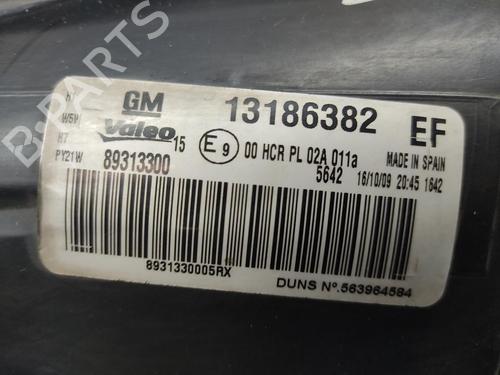 GM 13186382 EF
W5W
Valeo 15
H7
E9 00 HCR PL 02A 011a MADE IN SPAIN
PY21W 89313300 5642 16/10/09 20:45 1642
8931330005RX
DUNS Nº.563964584